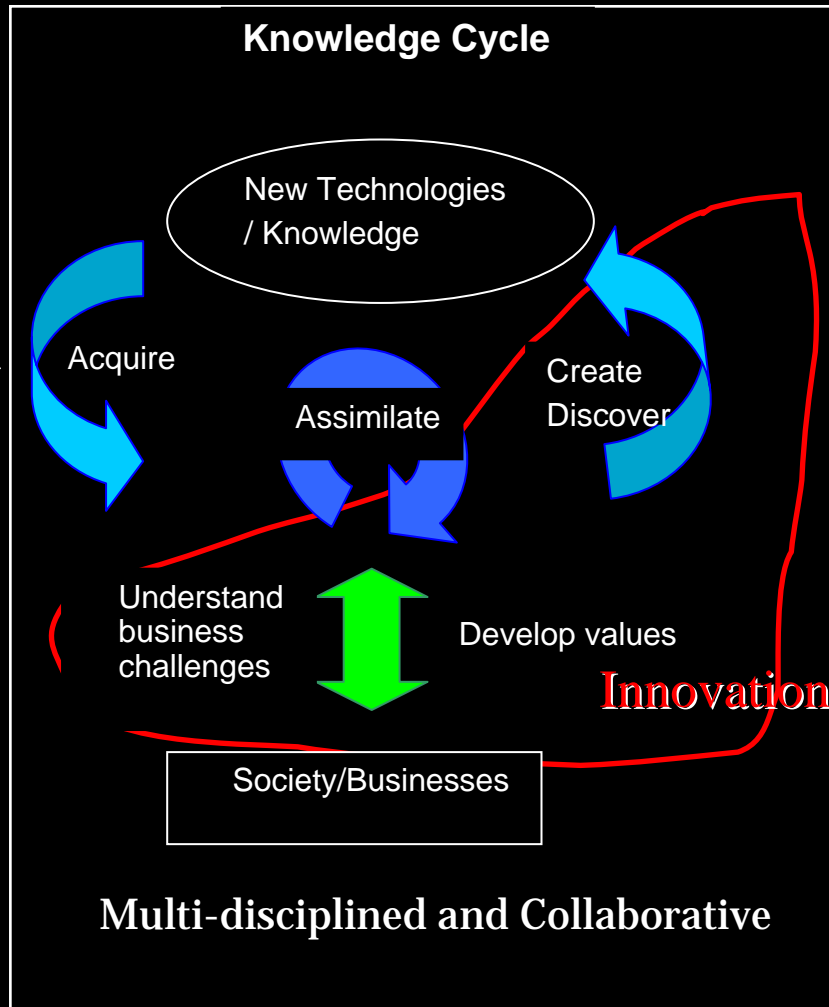 Knowledge Cycle
New Technologies
/ Knowledge
Acquire
Assimilate
Create
Discover
Understand
business
challenges
Develop values
Innovation
Society/Businesses
Multi-disciplined and Collaborative